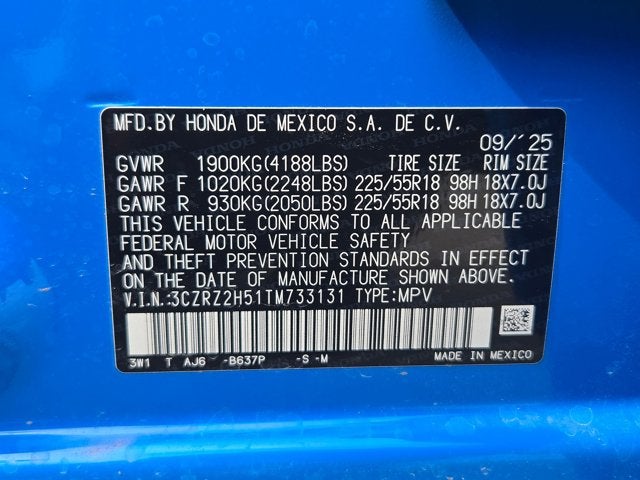 MFD.BY HONDA DE MEXICO S.A. DE C.V.
09/'25
GVWR 1900KG(4188LBS) TIRE SIZE RIM SIZE
GAWR F 1020KG(2248LBS) 225/55R18 98H 18X7.0J
GAWR R 930KG(2050LBS) 225/55R18 98H 18X7.0J
THIS VEHICLE CONFORMS TO ALL APPLICABLE
FEDERAL MOTOR VEHICLE SAFETY
AND THEFT PREVENTION STANDARDS IN EFFECT
ON THE DATE OF MANUFACTURE SHOWN ABOVE.
V.I.N.:3CZRZ2H51TM733131 TYPE:MPV
3W1 T AJ6 -B637P -S -M MADE IN MEXICO